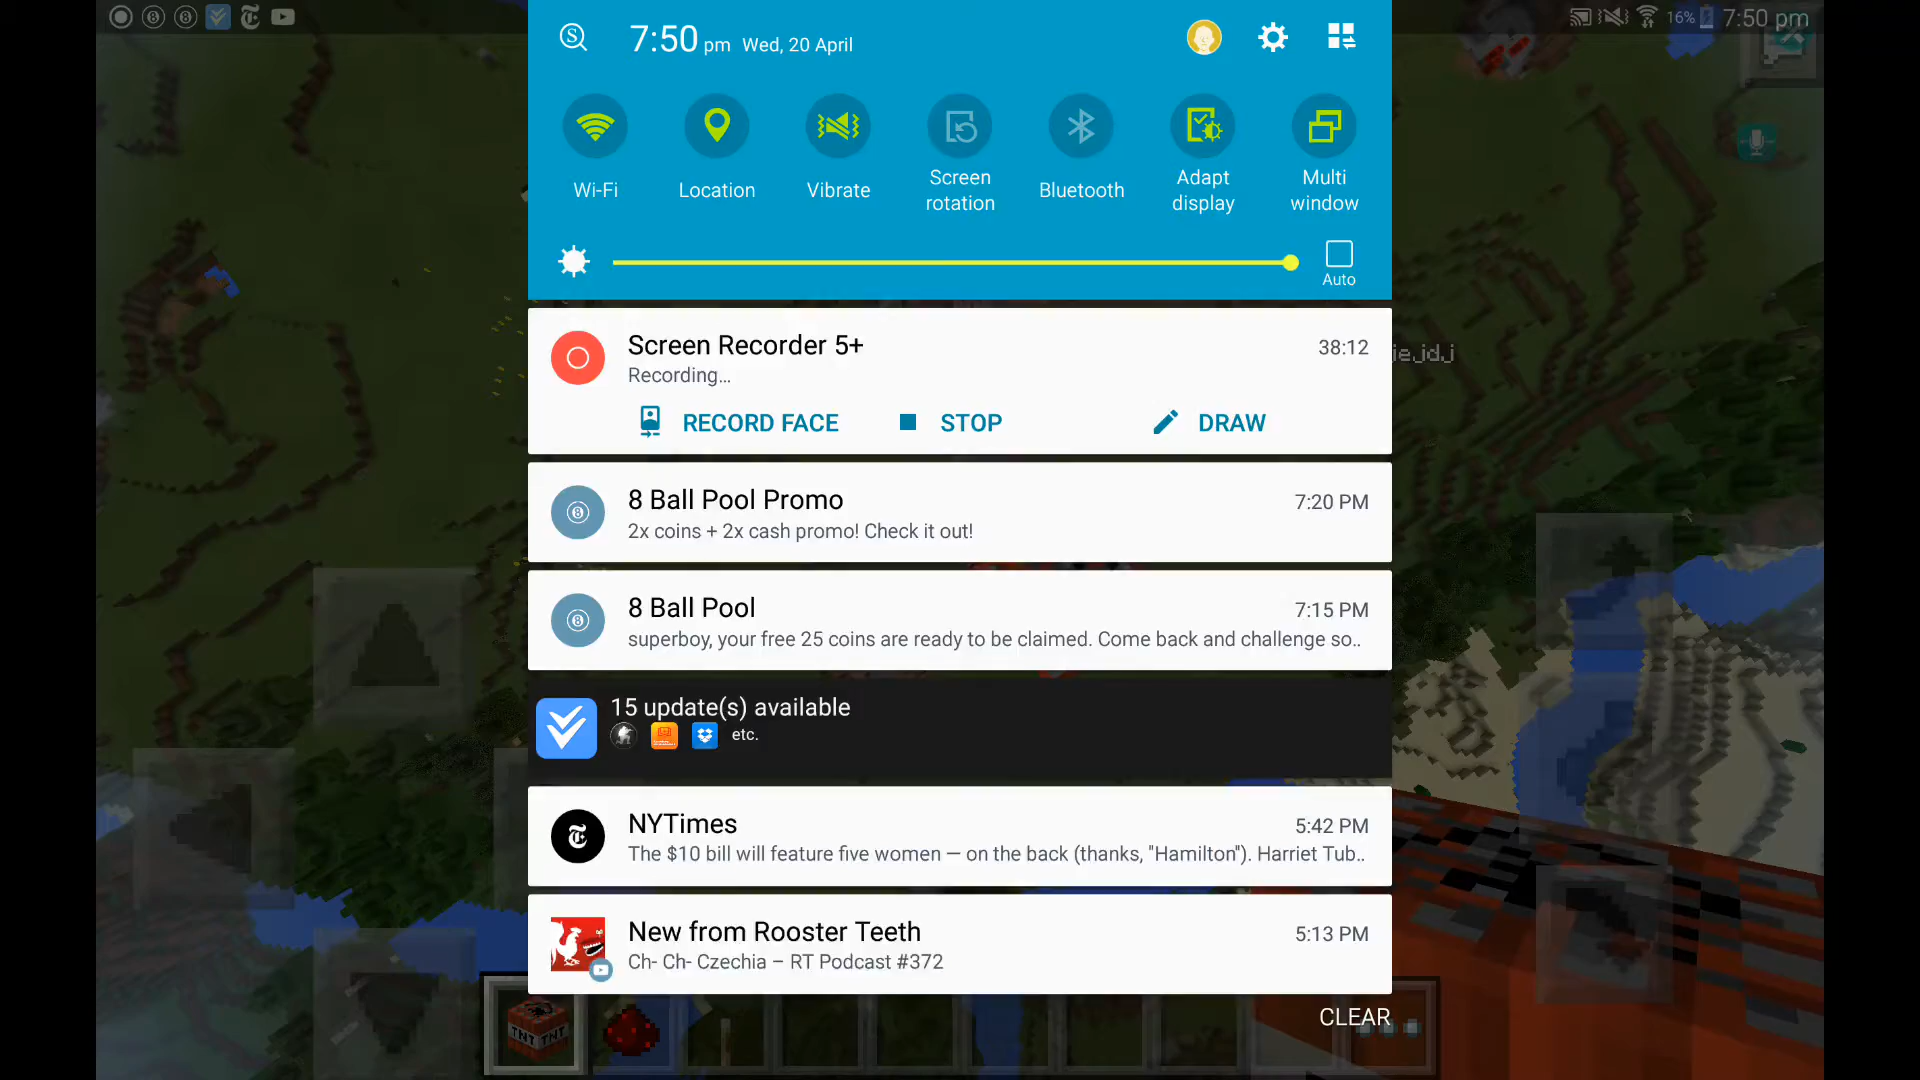 16% 7:50 pm
7:50 pm Wed, 20 April
Wi-Fi
Location
Vibrate
Screen
rotation
Bluetooth
Adapt
display
Multi
window
Auto
Screen Recorder 5+
38:12
Recording...
RECORD FACE
STOP
DRAW
8 Ball Pool Promo
7:20 PM
2x coins + 2x cash promo! Check it out!
8 Ball Pool
7:15 PM
superboy, your free 25 coins are ready to be claimed. Come back and challenge so..
15 update(s) available
etc.
NYTimes
5:42 PM
The $10 bill will feature five women — on the back (thanks, "Hamilton"). Harriet Tub..
New from Rooster Teeth
5:13 PM
Ch- Ch- Czechia – RT Podcast #372
CLEAR
TNT TNT